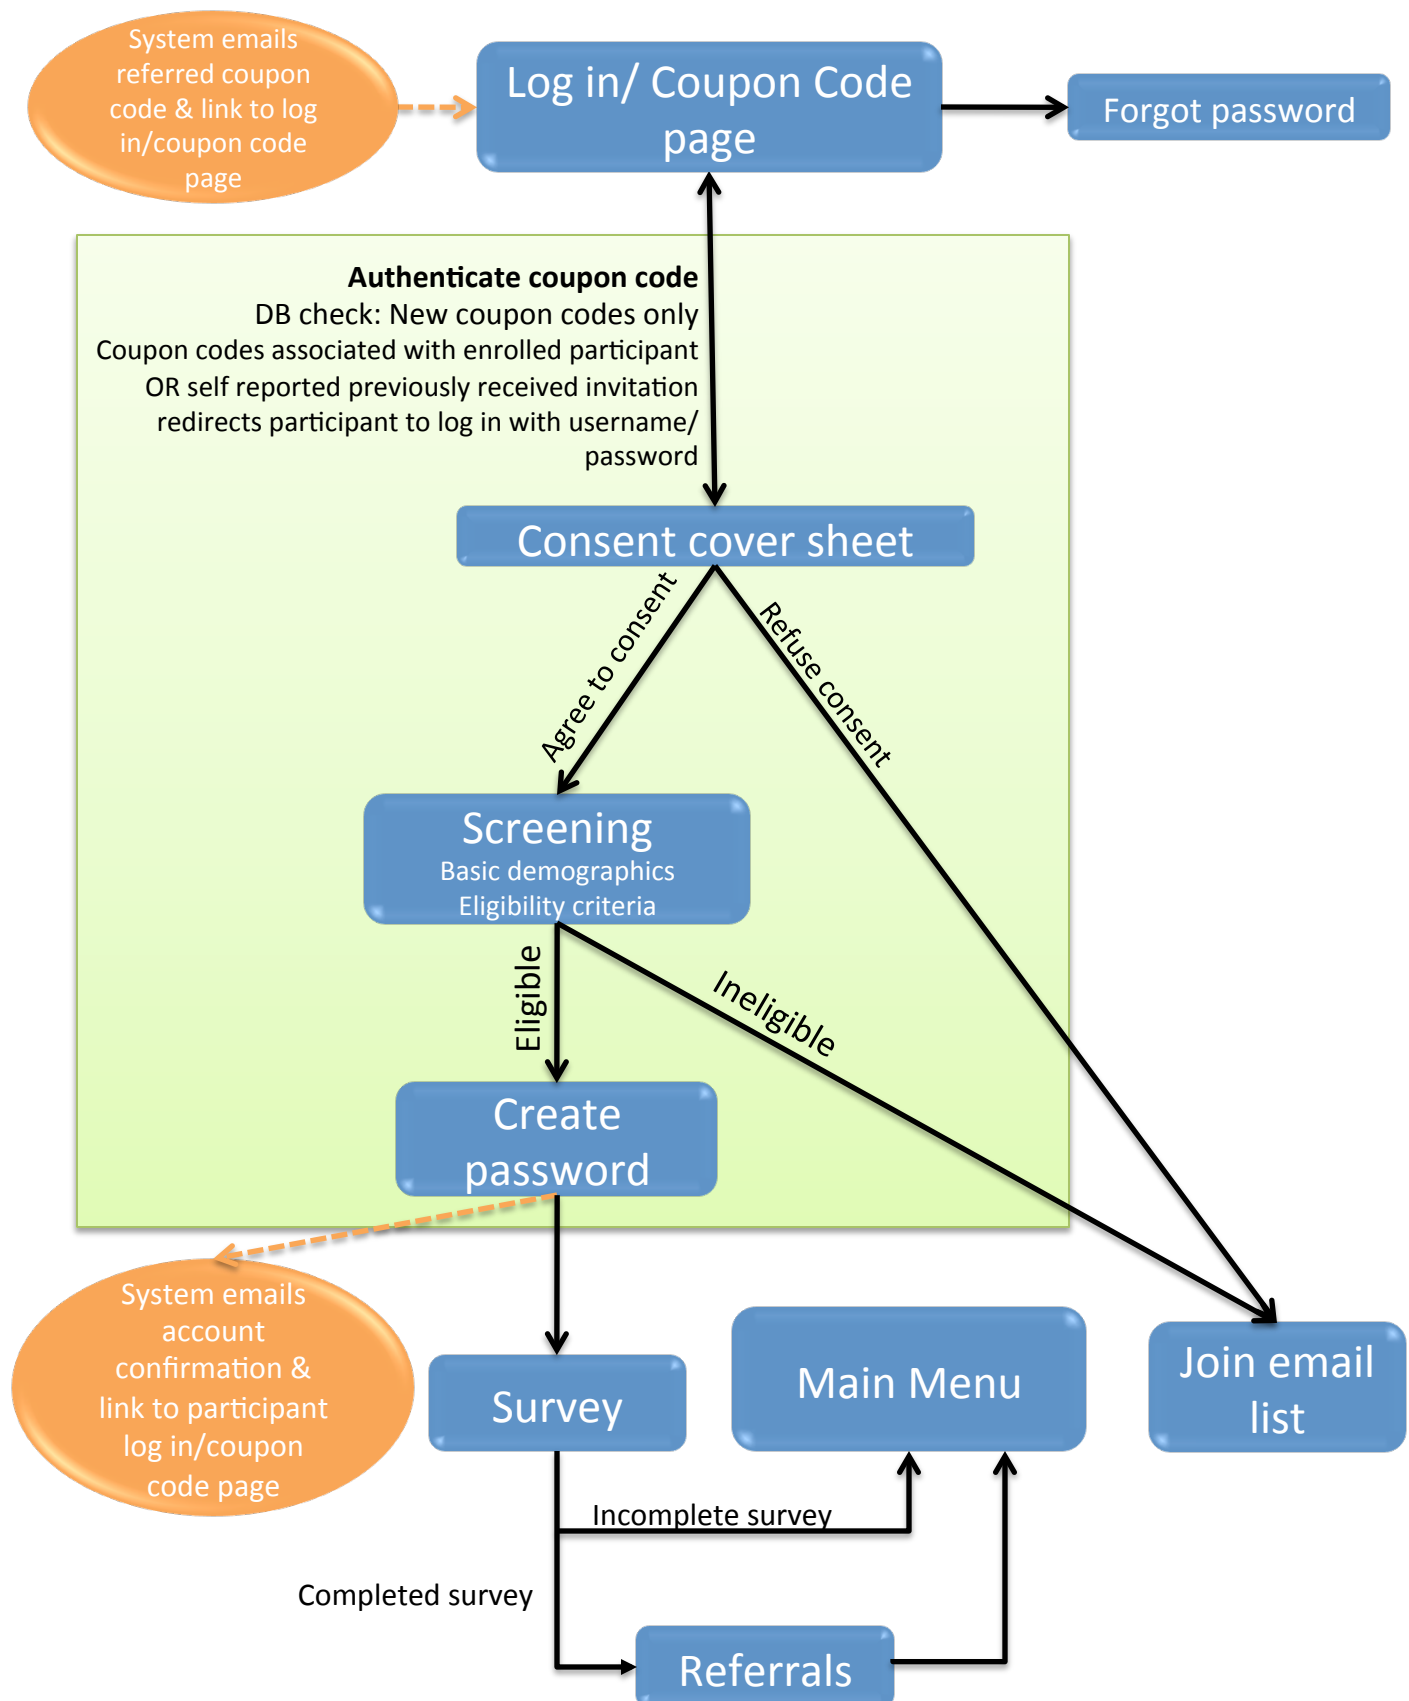 System emails
referred coupon
code & link to log
in/coupon code
page
Log in/ Coupon Code
page
Forgot password
Authenticate coupon code
DB check: New coupon codes only
Coupon codes associated with enrolled participant
OR self reported previously received invitation
redirects participant to log in with username/
password
Consent cover sheet
Agree to consent
Refuse consent
Screening
Basic demographics
Eligibility criteria
Eligible
Ineligible
Create
password
System emails
account
confirmation &
link to participant
log in/coupon
code page
Survey
Main Menu
Join email
list
Incomplete survey
Completed survey
Referrals